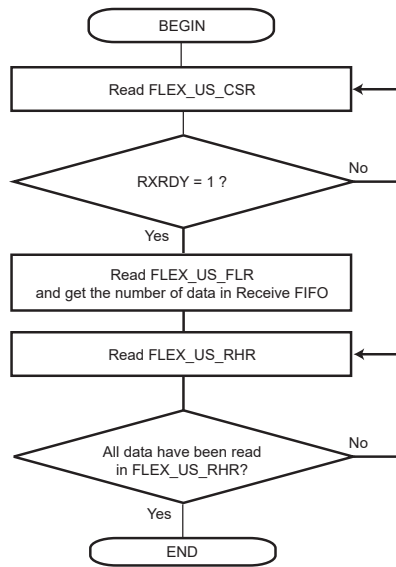 BEGIN
Read FLEX_US_CSR
RXRDY = 1 ?
No
Yes
Read FLEX_US_FLR
and get the number of data in Receive FIFO
Read FLEX_US_RHR
All data have been read
in FLEX_US_RHR?
No
Yes
END